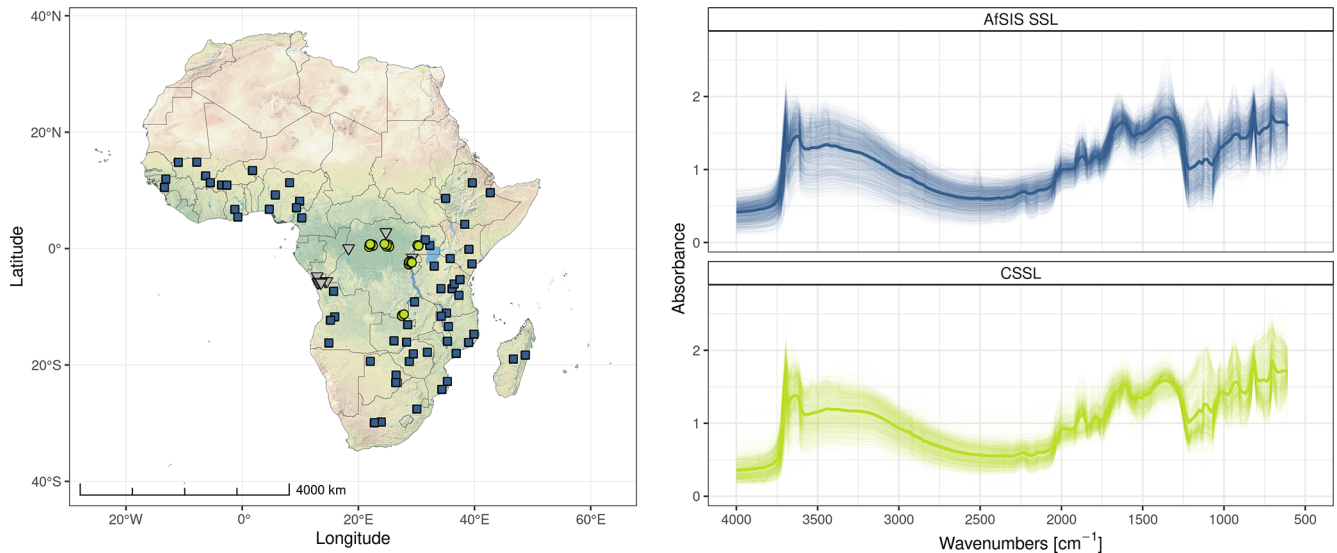 40°N
20°N
0°
20°S
40°S
Latitude
4000 km
20°W
0°
20°E
40°E
60°E
Longitude
AfSIS SSL
2
1
0
Absorbance
CSSL
2
1
0
4000
3500
3000
2500
2000
1500
1000
500
Wavenumbers [cm⁻¹]